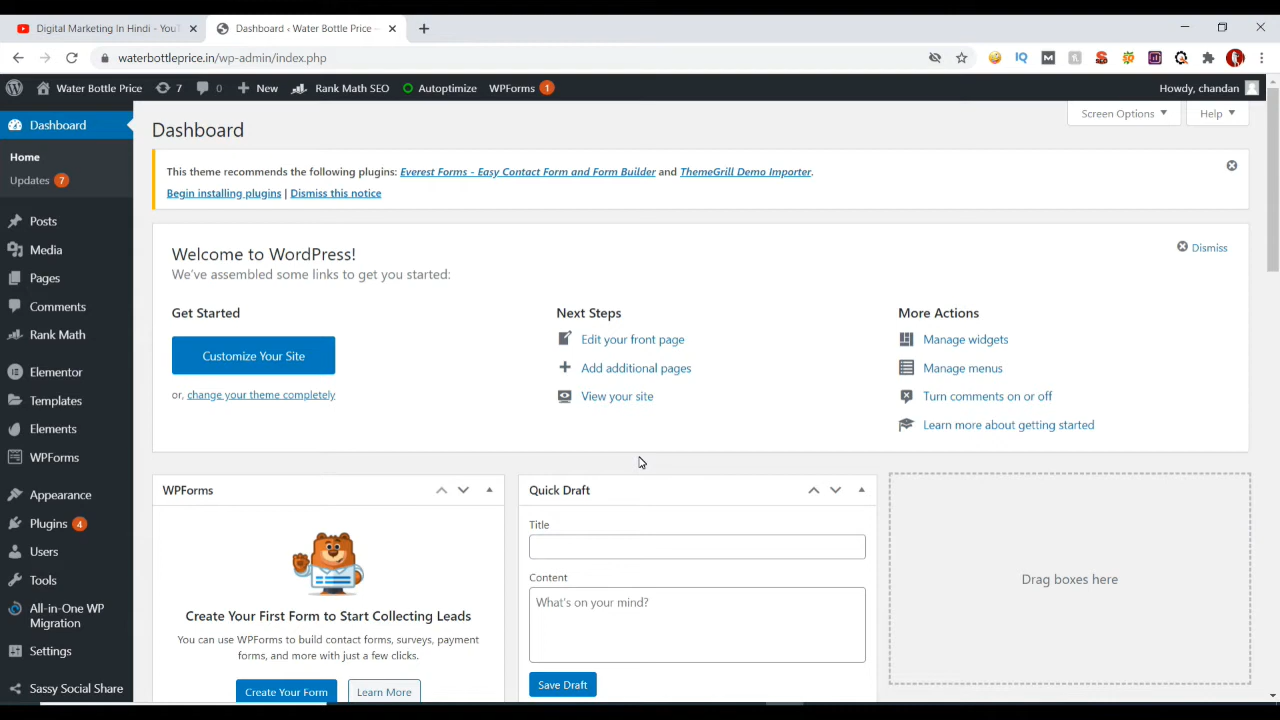 Digital Marketing In Hindi - You
Dashboard ‹ Water Bottle Price —
waterbottleprice.in/wp-admin/index.php
Water Bottle Price 7 0 New Rank Math SEO Autoptimize WPForms 1 Howdy, chandan
Dashboard
Home
Updates 7
Posts
Media
Pages
Comments
Rank Math
Elementor
Templates
Elements
WPForms
Appearance
Plugins 4
Users
Tools
All-in-One WP
Migration
Settings
Sassy Social Share
Screen Options Help
Dashboard
This theme recommends the following plugins: Everest Forms - Easy Contact Form and Form Builder and ThemeGrill Demo Importer.
Begin installing plugins | Dismiss this notice
Welcome to WordPress!
We've assembled some links to get you started:
Dismiss
Get Started
Customize Your Site
or, change your theme completely
Next Steps
Edit your front page
Add additional pages
View your site
More Actions
Manage widgets
Manage menus
Turn comments on or off
Learn more about getting started
WPForms
Create Your First Form to Start Collecting Leads
You can use WPForms to build contact forms, surveys, payment
forms, and more with just a few clicks.
Create Your Form Learn More
Quick Draft
Title
Content
What's on your mind?
Save Draft
Drag boxes here